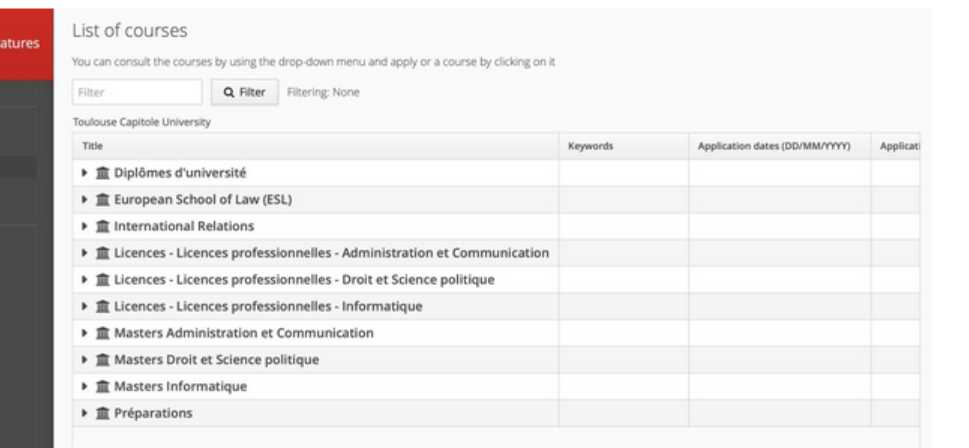 atures
List of courses
You can consult the courses by using the drop-down menu and apply or a course by clicking on it
Filter
Filter
Filtering: None
Toulouse Capitole University
Title Keywords Application dates (DD/MM/YYYY) Applicati
Diplômes d'université
European School of Law (ESL)
International Relations
Licences - Licences professionnelles - Administration et Communication
Licences - Licences professionnelles - Droit et Science politique
Licences - Licences professionnelles - Informatique
Masters Administration et Communication
Masters Droit et Science politique
Masters Informatique
Préparations